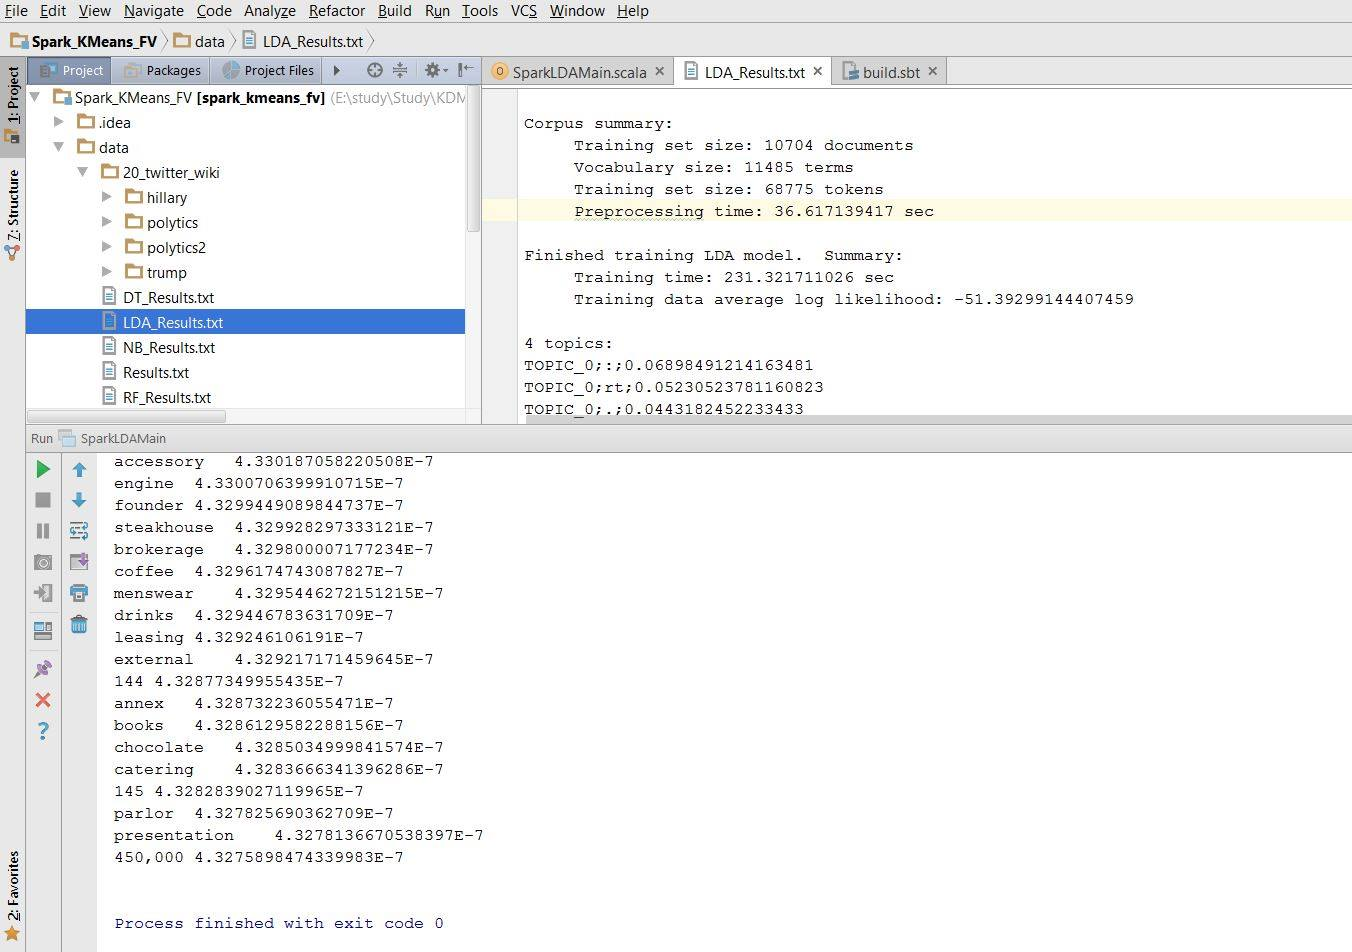 File Edit View Navigate Code Analyze Refactor Build Run Tools VCS Window Help
Spark_KMeans_FV data LDA_Results.txt
1: Project
7: Structure
2: Favorites
Project Packages Project Files
SparkLDAMain.scala LDA_Results.txt build.sbt
Spark_KMeans_FV [spark_kmeans_fv] (E:\study\Study\KDM
.idea
data
20_twitter_wiki
hillary
polytics
polytics2
trump
DT_Results.txt
LDA_Results.txt
NB_Results.txt
Results.txt
RF_Results.txt
Corpus summary:
Training set size: 10704 documents
Vocabulary size: 11485 terms
Training set size: 68775 tokens
Preprocessing time: 36.617139417 sec
Finished training LDA model.  Summary:
Training time: 231.321711026 sec
Training data average log likelihood: -51.39299144407459
4 topics:
TOPIC_0;:;0.06898491214163481
TOPIC_0;rt;0.05230523781160823
TOPIC_0;.;0.0443182452233433
Run SparkLDAMain
accessory 4.330187058220508E-7
engine 4.3300706399910715E-7
founder 4.3299449089844737E-7
steakhouse 4.329928297333121E-7
brokerage 4.329800007177234E-7
coffee 4.3296174743087827E-7
menswear 4.3295446272151215E-7
drinks 4.329446783631709E-7
leasing 4.329246106191E-7
external 4.329217171459645E-7
144 4.32877349955435E-7
annex 4.328732236055471E-7
books 4.3286129582288156E-7
chocolate 4.3285034999841574E-7
catering 4.3283666341396286E-7
145 4.3282839027119965E-7
parlor 4.327825690362709E-7
presentation 4.3278136670538397E-7
450,000 4.3275898474339983E-7
Process finished with exit code 0